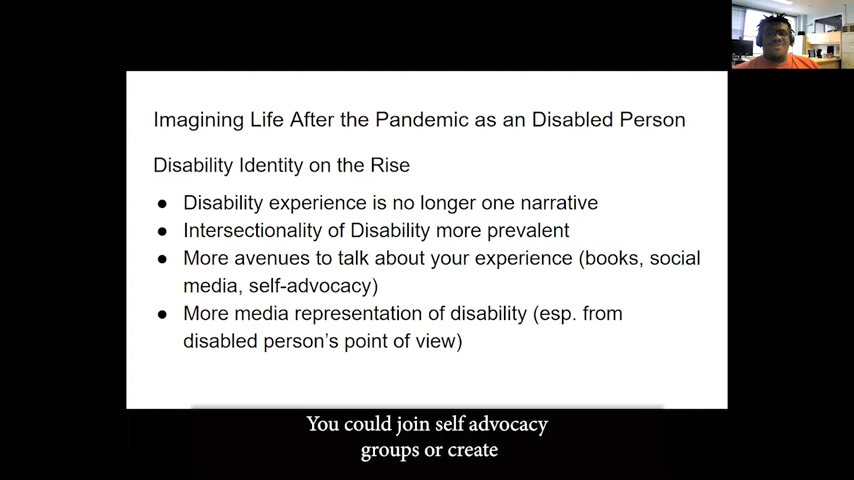 Imagining Life After the Pandemic as an Disabled Person
Disability Identity on the Rise
● Disability experience is no longer one narrative
● Intersectionality of Disability more prevalent
● More avenues to talk about your experience (books, social
media, self-advocacy)
● More media representation of disability (esp. from
disabled person's point of view)
You could join self advocacy
groups or create